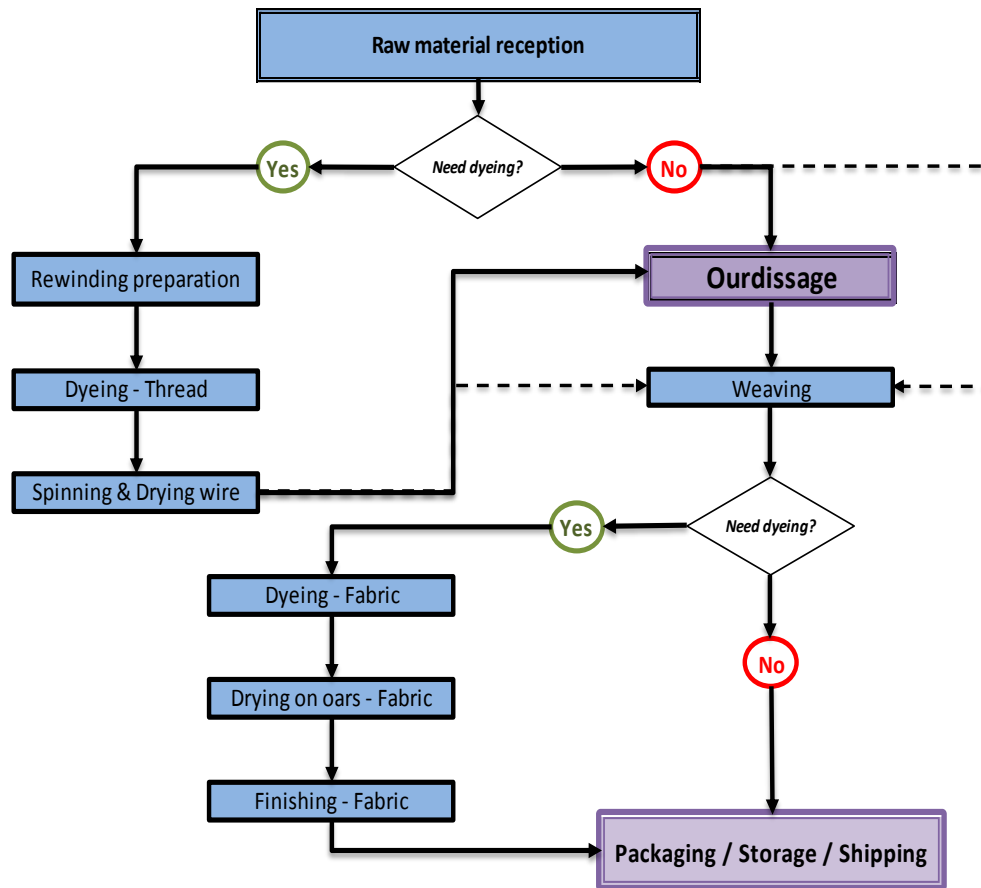 Raw material reception
Need dyeing?
Yes
No
Rewinding preparation
Ourdissage
Dyeing - Thread
Weaving
Spinning & Drying wire
Need dyeing?
Yes
Dyeing - Fabric
No
Drying on oars - Fabric
Finishing - Fabric
Packaging / Storage / Shipping